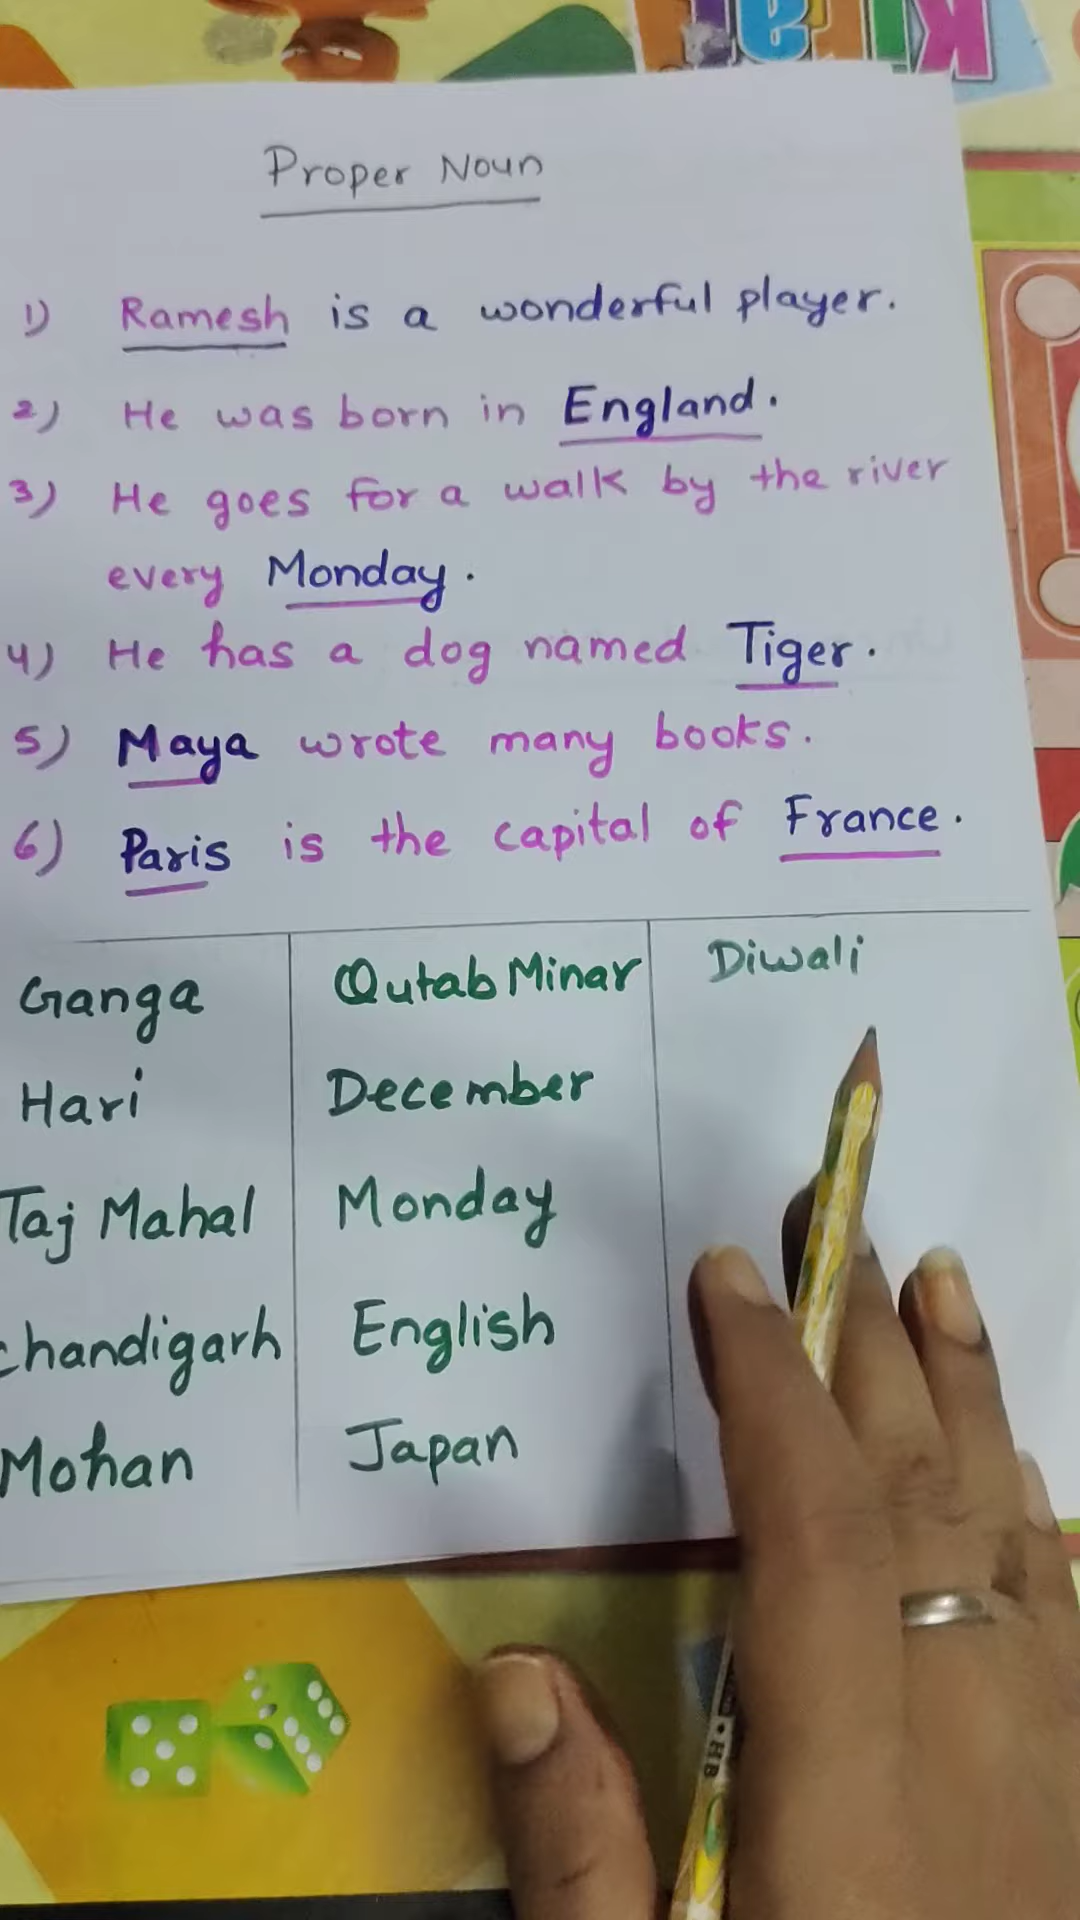 Proper Noun
1) Ramesh is a wonderful player.
2) He was born in England.
3) He goes for a walk by the river
every Monday.
4) He has a dog named Tiger.
5) Maya wrote many books.
6) Paris is the capital of France.
Ganga Qutab Minar Diwali
Hari December
Taj Mahal Monday
Chandigarh English
Mohan Japan
HB